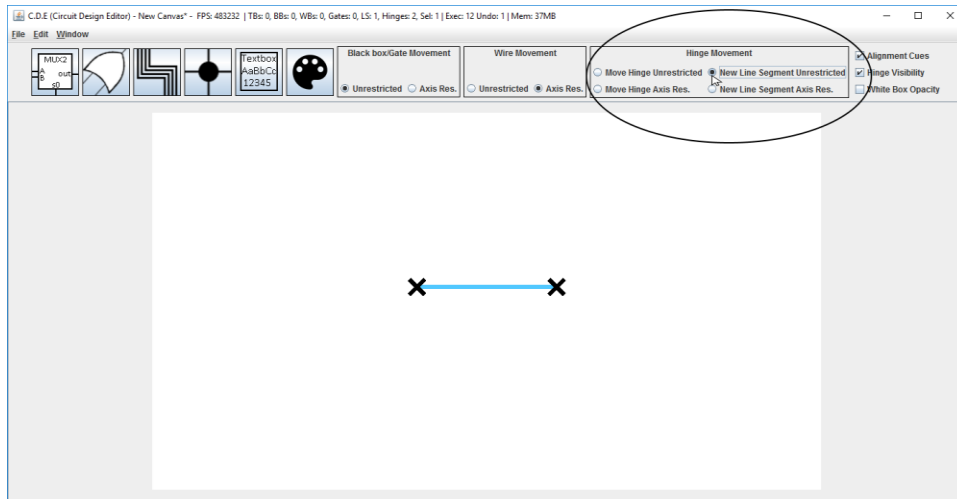 C.D.E (Circuit Design Editor) - New Canvas* - FPS: 483232 | TBs: 0, BBs: 0, WBs: 0, Gates: 0, LS: 1, Hinges: 2, Sel: 1 | Exec: 12 Undo: 1 | Mem: 37MB
File Edit Window
MUX2
A
B
out
s0
Textbox
AaBbCc
12345
Black box/Gate Movement
Unrestricted Axis Res.
Wire Movement
Unrestricted Axis Res.
Hinge Movement
Move Hinge Unrestricted New Line Segment Unrestricted
Move Hinge Axis Res. New Line Segment Axis Res.
Alignment Cues
Hinge Visibility
White Box Opacity